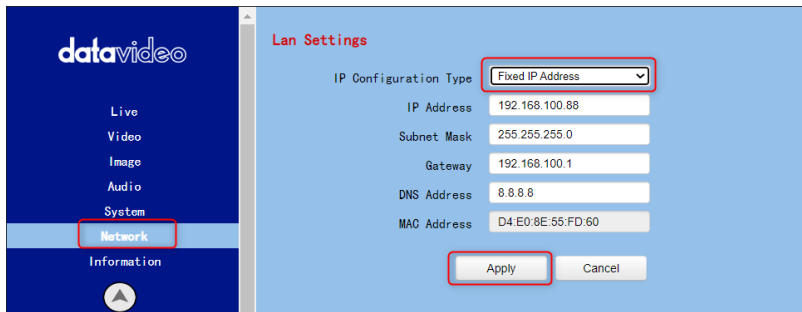 datavideo
Live
Video
Image
Audio
System
Network
Information
Lan Settings
IP Configuration Type Fixed IP Address
IP Address 192.168.100.88
Subnet Mask 255.255.255.0
Gateway 192.168.100.1
DNS Address 8.8.8.8
MAC Address D4:E0:8E:55:FD:60
Apply Cancel